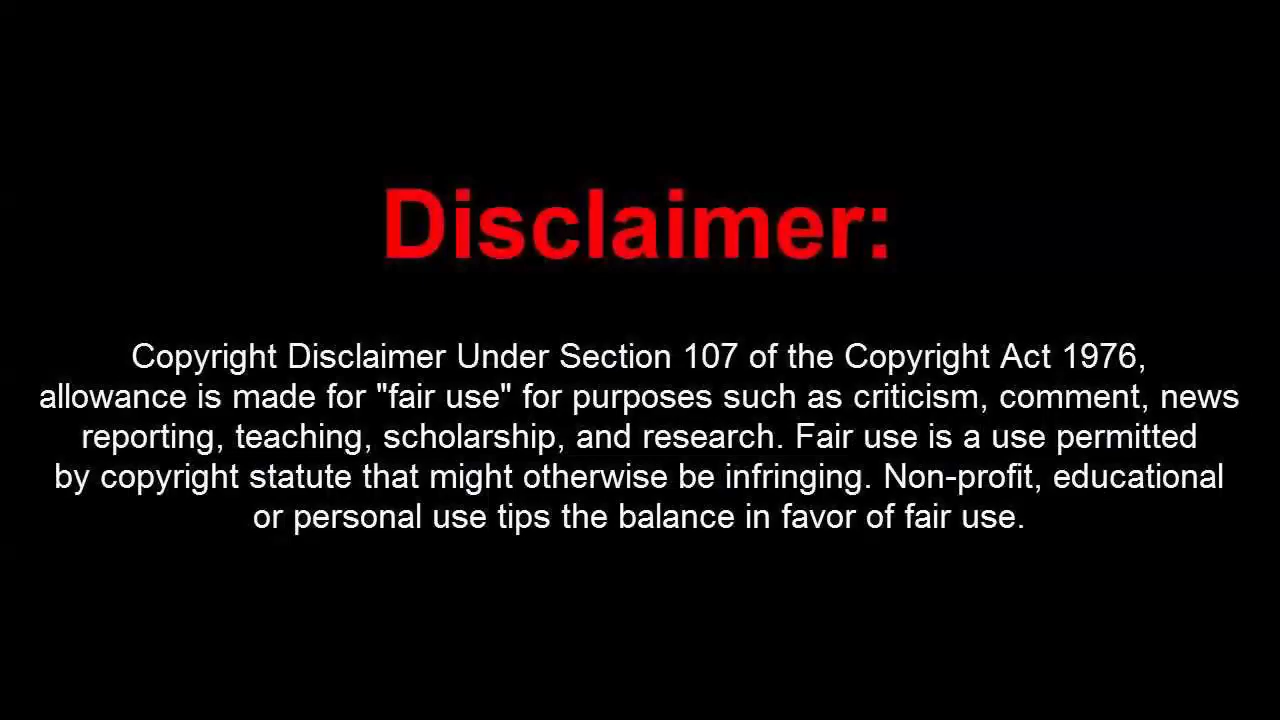 Disclaimer:
Copyright Disclaimer Under Section 107 of the Copyright Act 1976,
allowance is made for "fair use" for purposes such as criticism, comment, news
reporting, teaching, scholarship, and research. Fair use is a use permitted
by copyright statute that might otherwise be infringing. Non-profit, educational
or personal use tips the balance in favor of fair use.